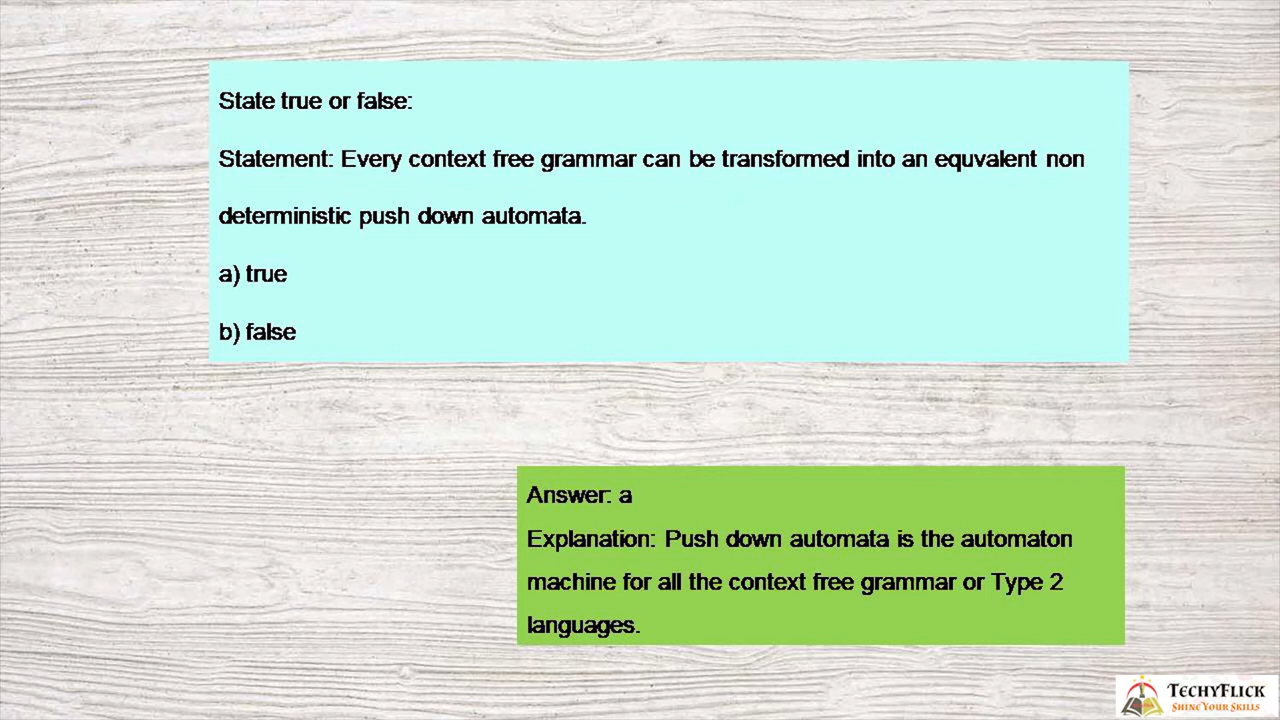 State true or false:
Statement: Every context free grammar can be transformed into an equvalent non
deterministic push down automata.
a) true
b) false
Answer: a
Explanation: Push down automata is the automaton
machine for all the context free grammar or Type 2
languages.
TECHYFLICK
SHINE YOUR SKILLS